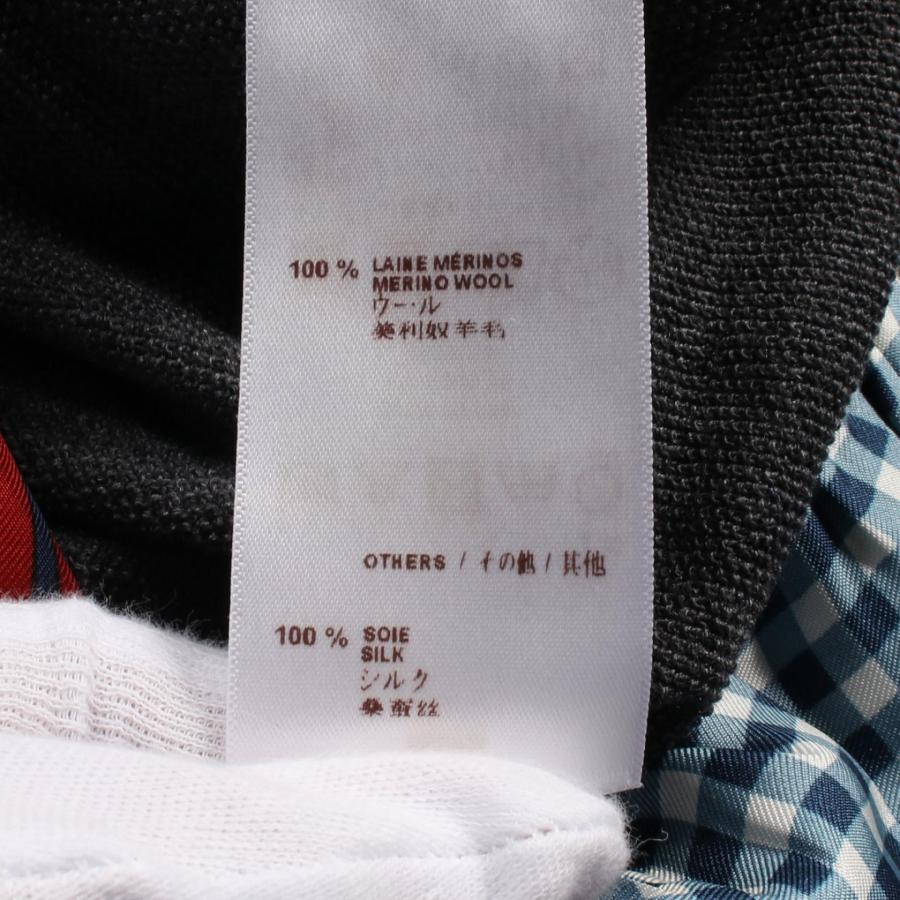 100 % LAINE MÉRINOS
MERINO WOOL
ウール
美利奴羊毛
OTHERS / その他 / 其他
100 % SOIE
SILK
シルク
桑蚕丝